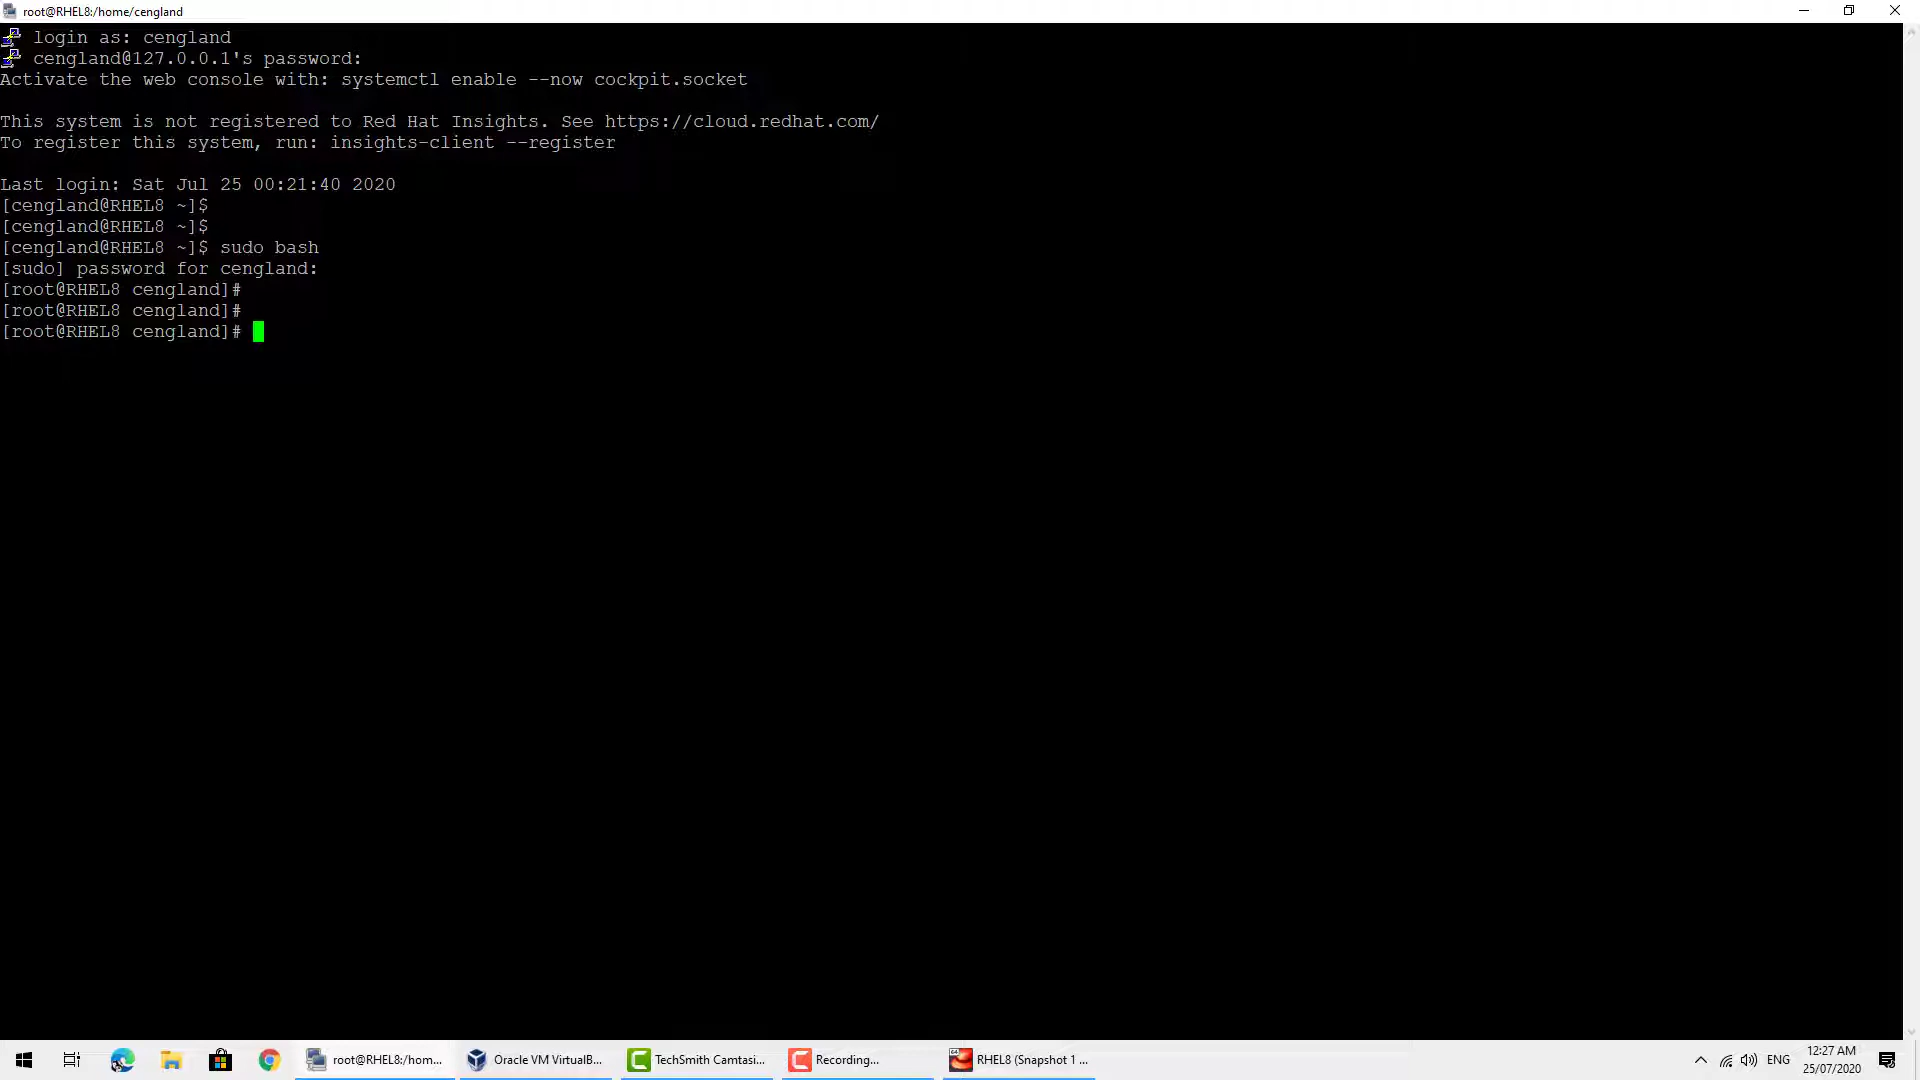 root@RHEL8:/home/cengland
login as: cengland
cengland@127.0.0.1's password:
Activate the web console with: systemctl enable --now cockpit.socket
This system is not registered to Red Hat Insights. See https://cloud.redhat.com/
To register this system, run: insights-client --register
Last login: Sat Jul 25 00:21:40 2020
[cengland@RHEL8 ~]$
[cengland@RHEL8 ~]$
[cengland@RHEL8 ~]$ sudo bash
[sudo] password for cengland:
[root@RHEL8 cengland]#
[root@RHEL8 cengland]#
[root@RHEL8 cengland]#
root@RHEL8:/hom... Oracle VM VirtualB... TechSmith Camtasi... Recording... RHEL8 (Snapshot 1 ... ENG 12:27 AM
25/07/2020